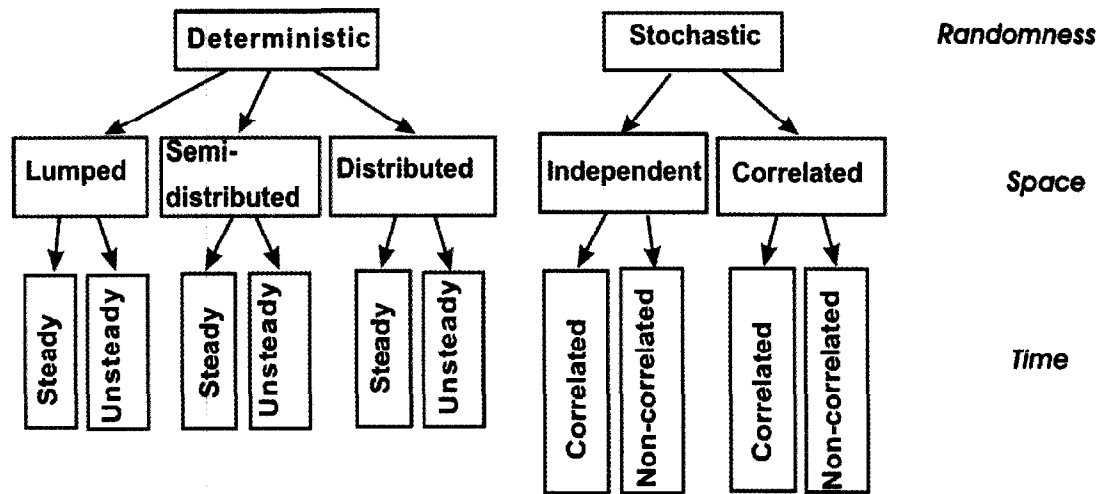 Deterministic
Stochastic
Randomness
Lumped
Semi-
distributed
Distributed
Independent
Correlated
Space
Steady
Unsteady
Steady
Unsteady
Steady
Unsteady
Correlated
Non-correlated
Correlated
Non-correlated
Time